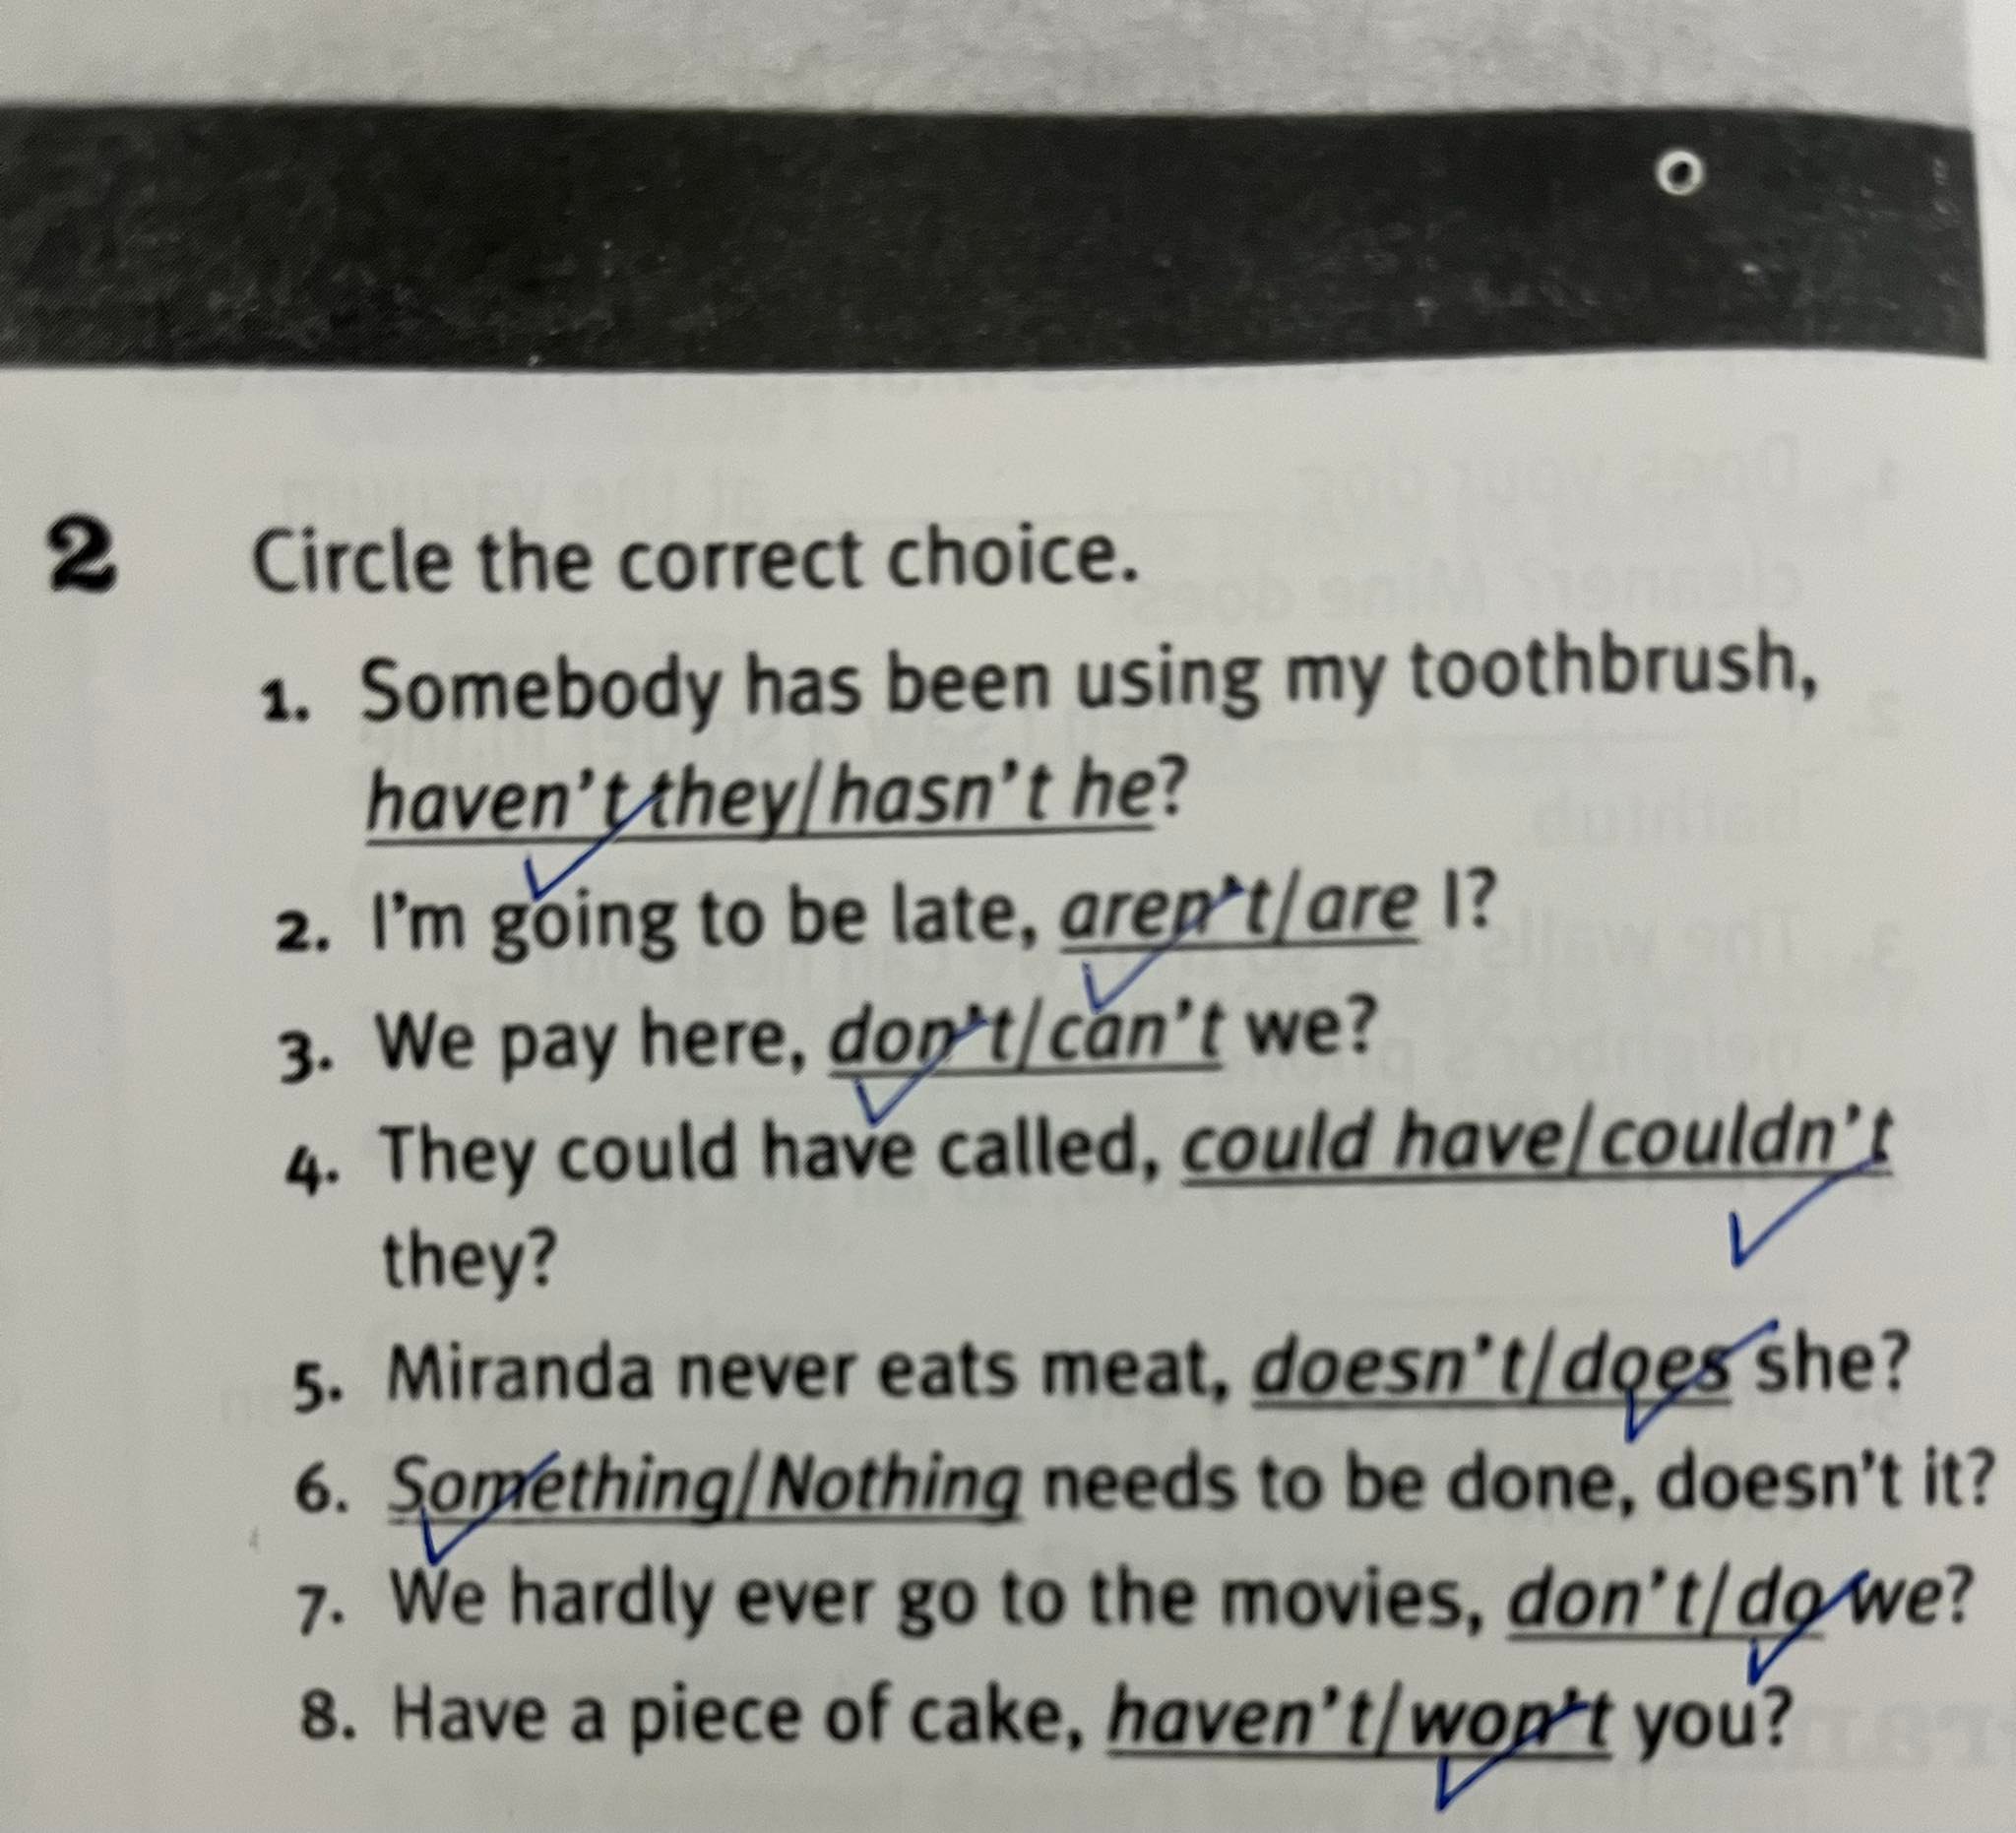 2 Circle the correct choice.
1. Somebody has been using my toothbrush,
haven't they/hasn't he?
2. I'm going to be late, aren't/are I?
3. We pay here, don't/can't we?
4. They could have called, could have/couldn't
they?
5. Miranda never eats meat, doesn't/does she?
6. Something/Nothing needs to be done, doesn't it?
7. We hardly ever go to the movies, don't/do we?
8. Have a piece of cake, haven't/won't you?